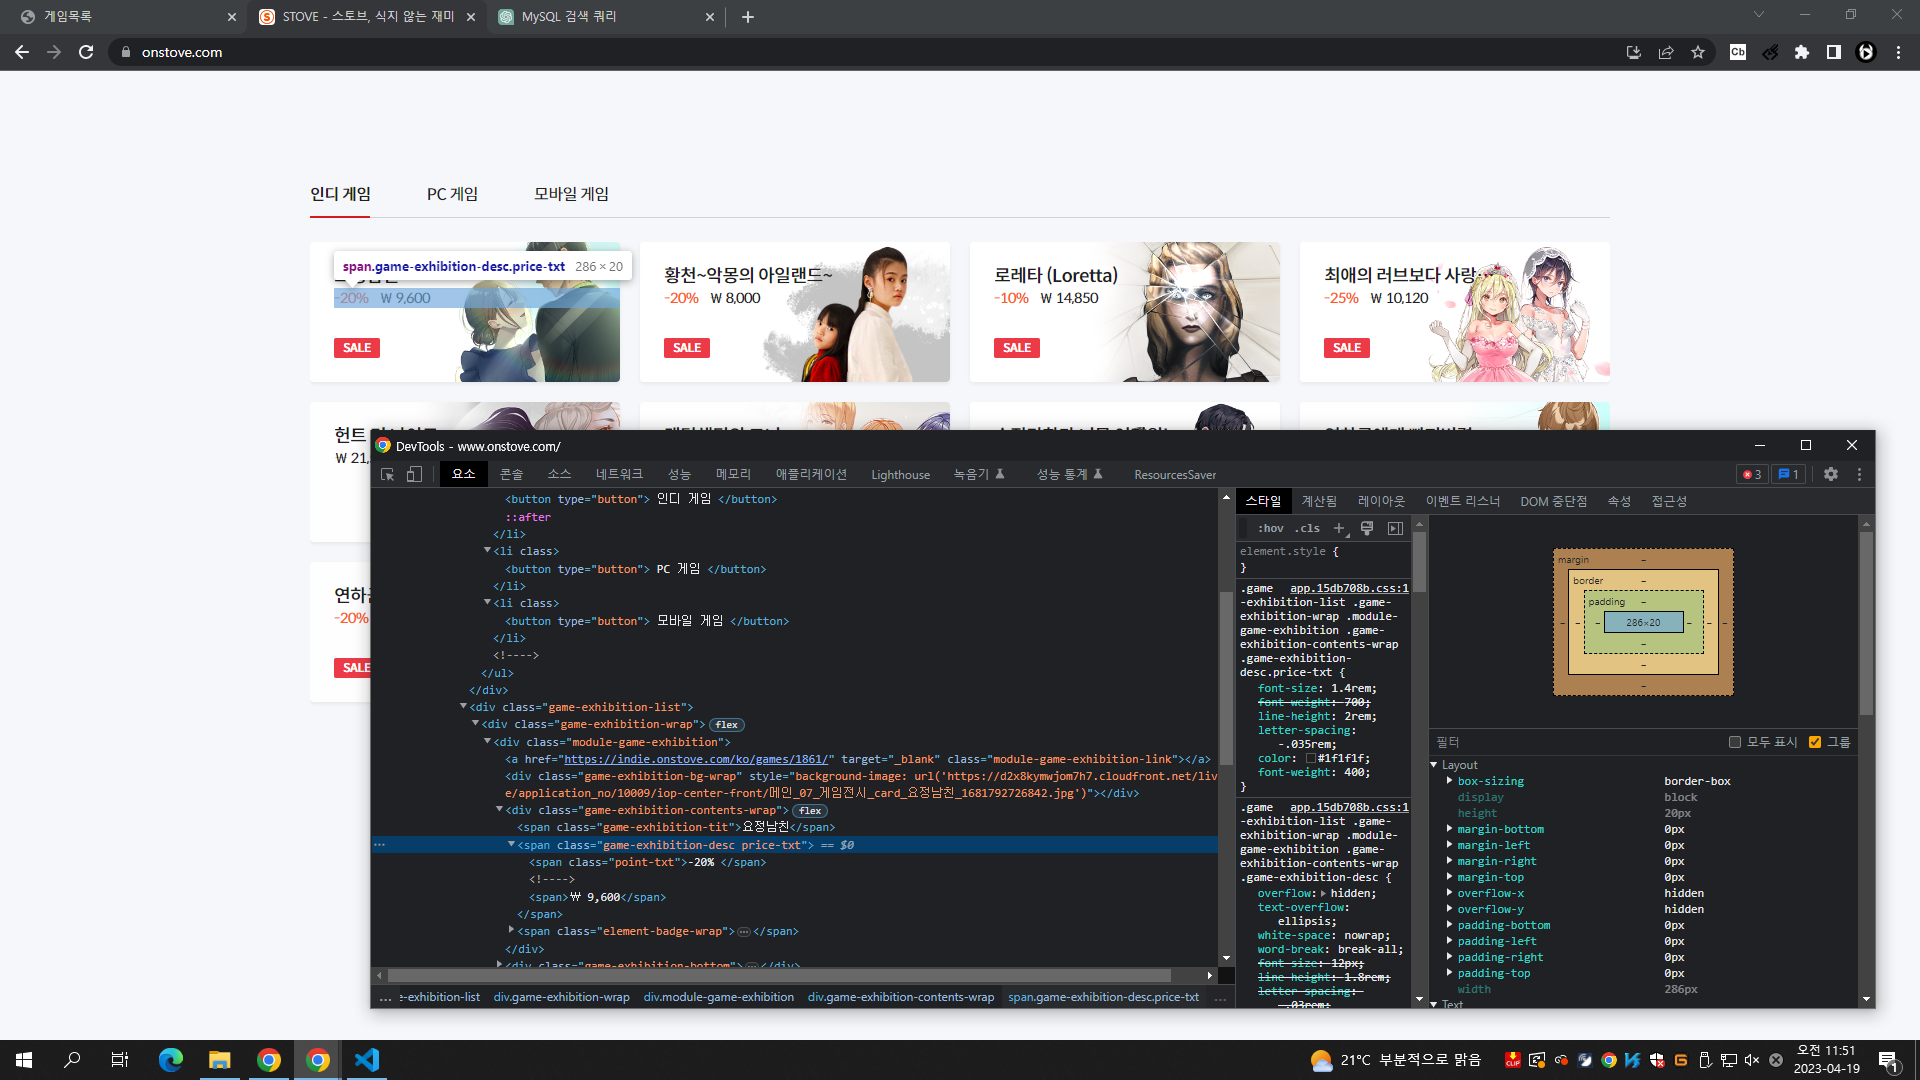 게임목록
STOVE - 스토브, 식지 않는 재미
MySQL 검색 쿼리
onstove.com
인디 게임
PC 게임
모바일 게임
span.game-exhibition-desc.price-txt 286 × 20
-20% ₩ 9,600
SALE
황천~악몽의 아일랜드~
-20% ₩ 8,000
SALE
로레타 (Loretta)
-10% ₩ 14,850
SALE
최애의 러브보다 사랑
-25% ₩ 10,120
SALE
헌트
₩ 21,
연하
-20%
SALE
DevTools - www.onstove.com/
요소
콘솔
소스
네트워크
성능
메모리
애플리케이션
Lighthouse
녹음기
성능 통계
ResourcesSaver
3
1
<button type="button"> 인디 게임 </button>
::after
</li>
<li class>
<button type="button"> PC 게임 </button>
</li>
<li class>
<button type="button"> 모바일 게임 </button>
</li>
<!---->
</ul>
</div>
<div class="game-exhibition-list">
<div class="game-exhibition-wrap"> flex
<div class="module-game-exhibition">
<a href="https://indie.onstove.com/ko/games/1861/" target="_blank" class="module-game-exhibition-link"></a>
<div class="game-exhibition-bg-wrap" style="background-image: url('https://d2x8kymwjom7h7.cloudfront.net/liv
e/application_no/10009/iop-center-front/메인_07_게임전시_card_요정남친_1681792726842.jpg')"></div>
<div class="game-exhibition-contents-wrap"> flex
<span class="game-exhibition-tit">요정남친</span>
<span class="game-exhibition-desc price-txt"> == $0
<span class="point-txt">-20% </span>
<!---->
<span>₩ 9,600</span>
</span>
<span class="element-badge-wrap">…</span>
</div>
<div class="game-exhibition-bottom">…</div>
… e-exhibition-list div.game-exhibition-wrap div.module-game-exhibition div.game-exhibition-contents-wrap span.game-exhibition-desc.price-txt …
스타일
계산됨
레이아웃
이벤트 리스너
DOM 중단점
속성
접근성
:hov .cls +
element.style {
}
.game app.15db708b.css:1
-exhibition-list .game-
exhibition-wrap .module-
game-exhibition .game-
exhibition-contents-wrap
.game-exhibition-
desc.price-txt {
font-size: 1.4rem;
font-weight: 700;
line-height: 2rem;
letter-spacing:
-.035rem;
color: #1f1f1f;
font-weight: 400;
}
.game app.15db708b.css:1
-exhibition-list .game-
exhibition-wrap .module-
game-exhibition .game-
exhibition-contents-wrap
.game-exhibition-desc {
overflow: hidden;
text-overflow:
ellipsis;
white-space: nowrap;
word-break: break-all;
font-size: 12px;
line-height: 1.8rem;
letter-spacing:
-.03rem;
margin –
border –
padding –
286×20
필터
모두 표시
그룹
Layout
box-sizing border-box
display block
height 20px
margin-bottom 0px
margin-left 0px
margin-right 0px
margin-top 0px
overflow-x hidden
overflow-y hidden
padding-bottom 0px
padding-left 0px
padding-right 0px
padding-top 0px
width 286px
Text
21°C 부분적으로 맑음
오전 11:51
2023-04-19
1